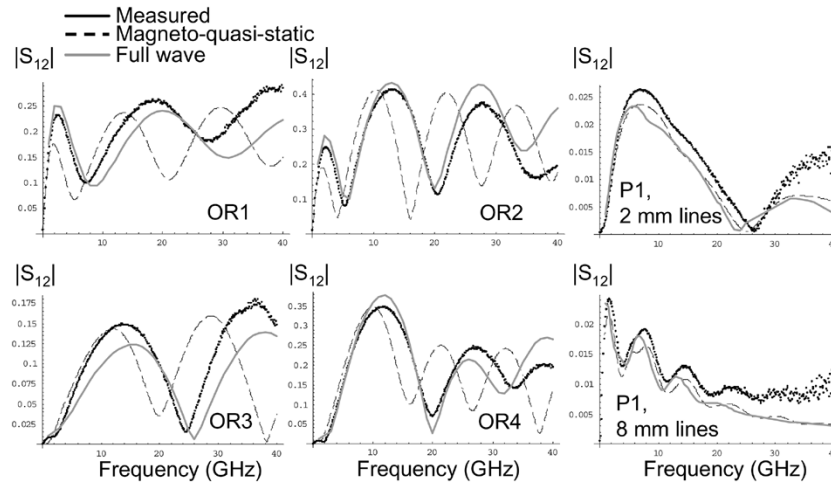 Measured
Magneto-quasi-static
Full wave
|S12|
|S12|
|S12|
0.25
0.2
0.15
0.1
0.05
10
20
30
40
OR1
0.4
0.3
0.2
0.1
10
20
30
40
OR2
0.025
0.02
0.015
0.01
0.005
10
20
30
40
P1,
2 mm lines
|S12|
|S12|
|S12|
0.175
0.15
0.125
0.1
0.075
0.05
0.025
10
20
30
40
OR3
0.35
0.3
0.25
0.2
0.15
0.1
0.05
10
20
30
40
OR4
0.02
0.015
0.01
0.005
10
20
30
40
P1,
8 mm lines
Frequency (GHz)
Frequency (GHz)
Frequency (GHz)